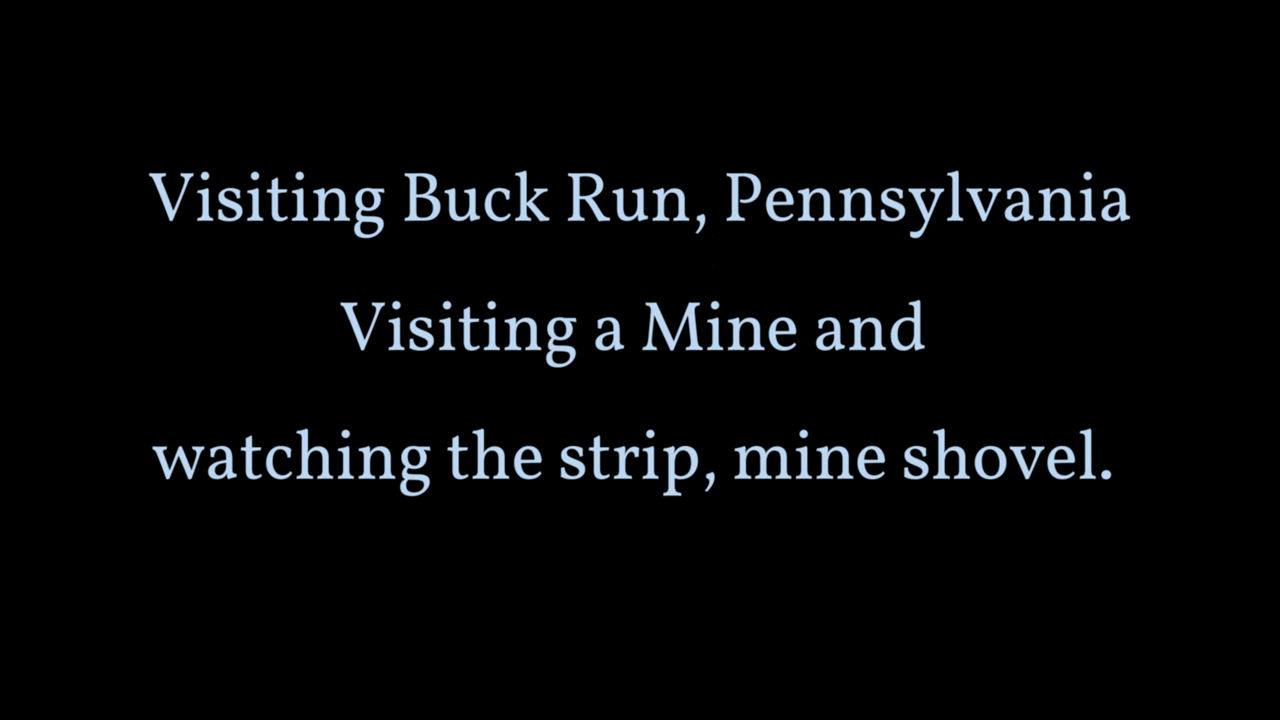 Visiting Buck Run, Pennsylvania
Visiting a Mine and
watching the strip, mine shovel.